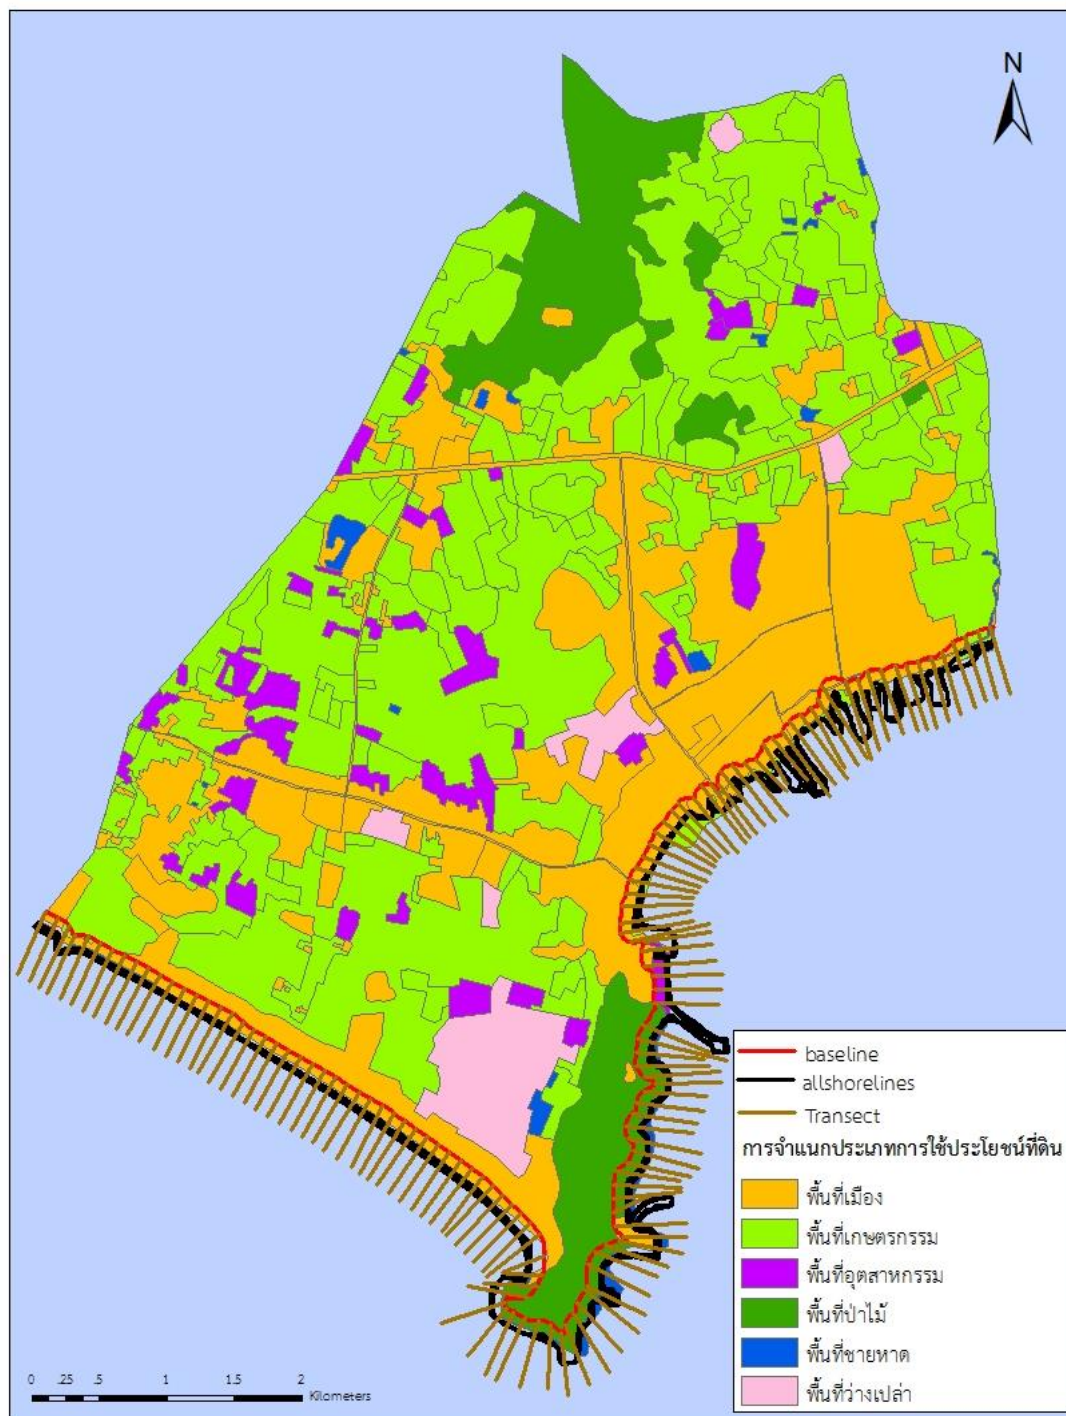 N
baseline
allshorelines
Transect
การจำแนกประเภทการใช้ประโยชน์ที่ดิน
พื้นที่เมือง
พื้นที่เกษตรกรรม
พื้นที่อุตสาหกรรม
พื้นที่ป่าไม้
พื้นที่ชายหาด
พื้นที่ว่างเปล่า
0 .25 .5 1 1.5 2
Kilometers